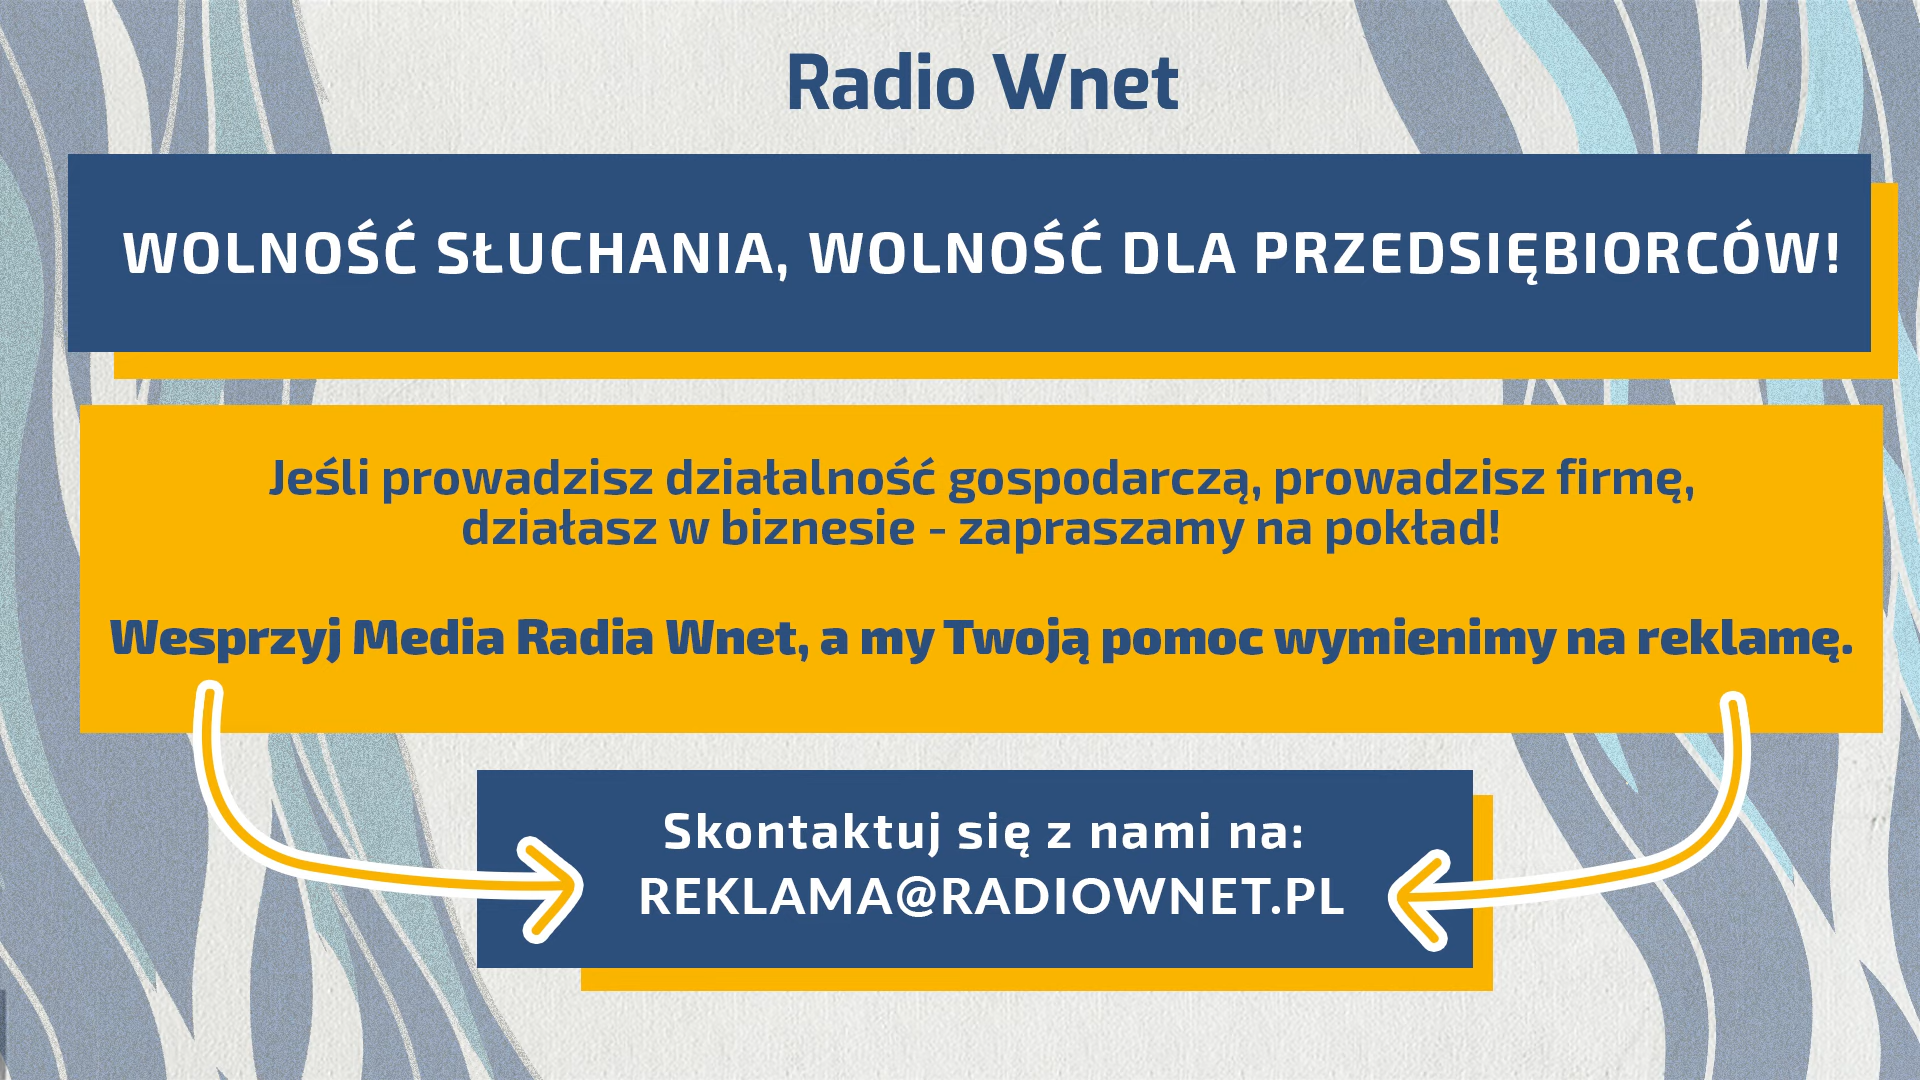 Radio Wnet
WOLNOŚĆ SŁUCHANIA, WOLNOŚĆ DLA PRZEDSIĘBIORCÓW!
Jeśli prowadzisz działalność gospodarczą, prowadzisz firmę,
działasz w biznesie - zapraszamy na pokład!
Wesprzyj Media Radia Wnet, a my Twoją pomoc wymienimy na reklamę.
Skontaktuj się z nami na:
REKLAMA@RADIOWNET.PL